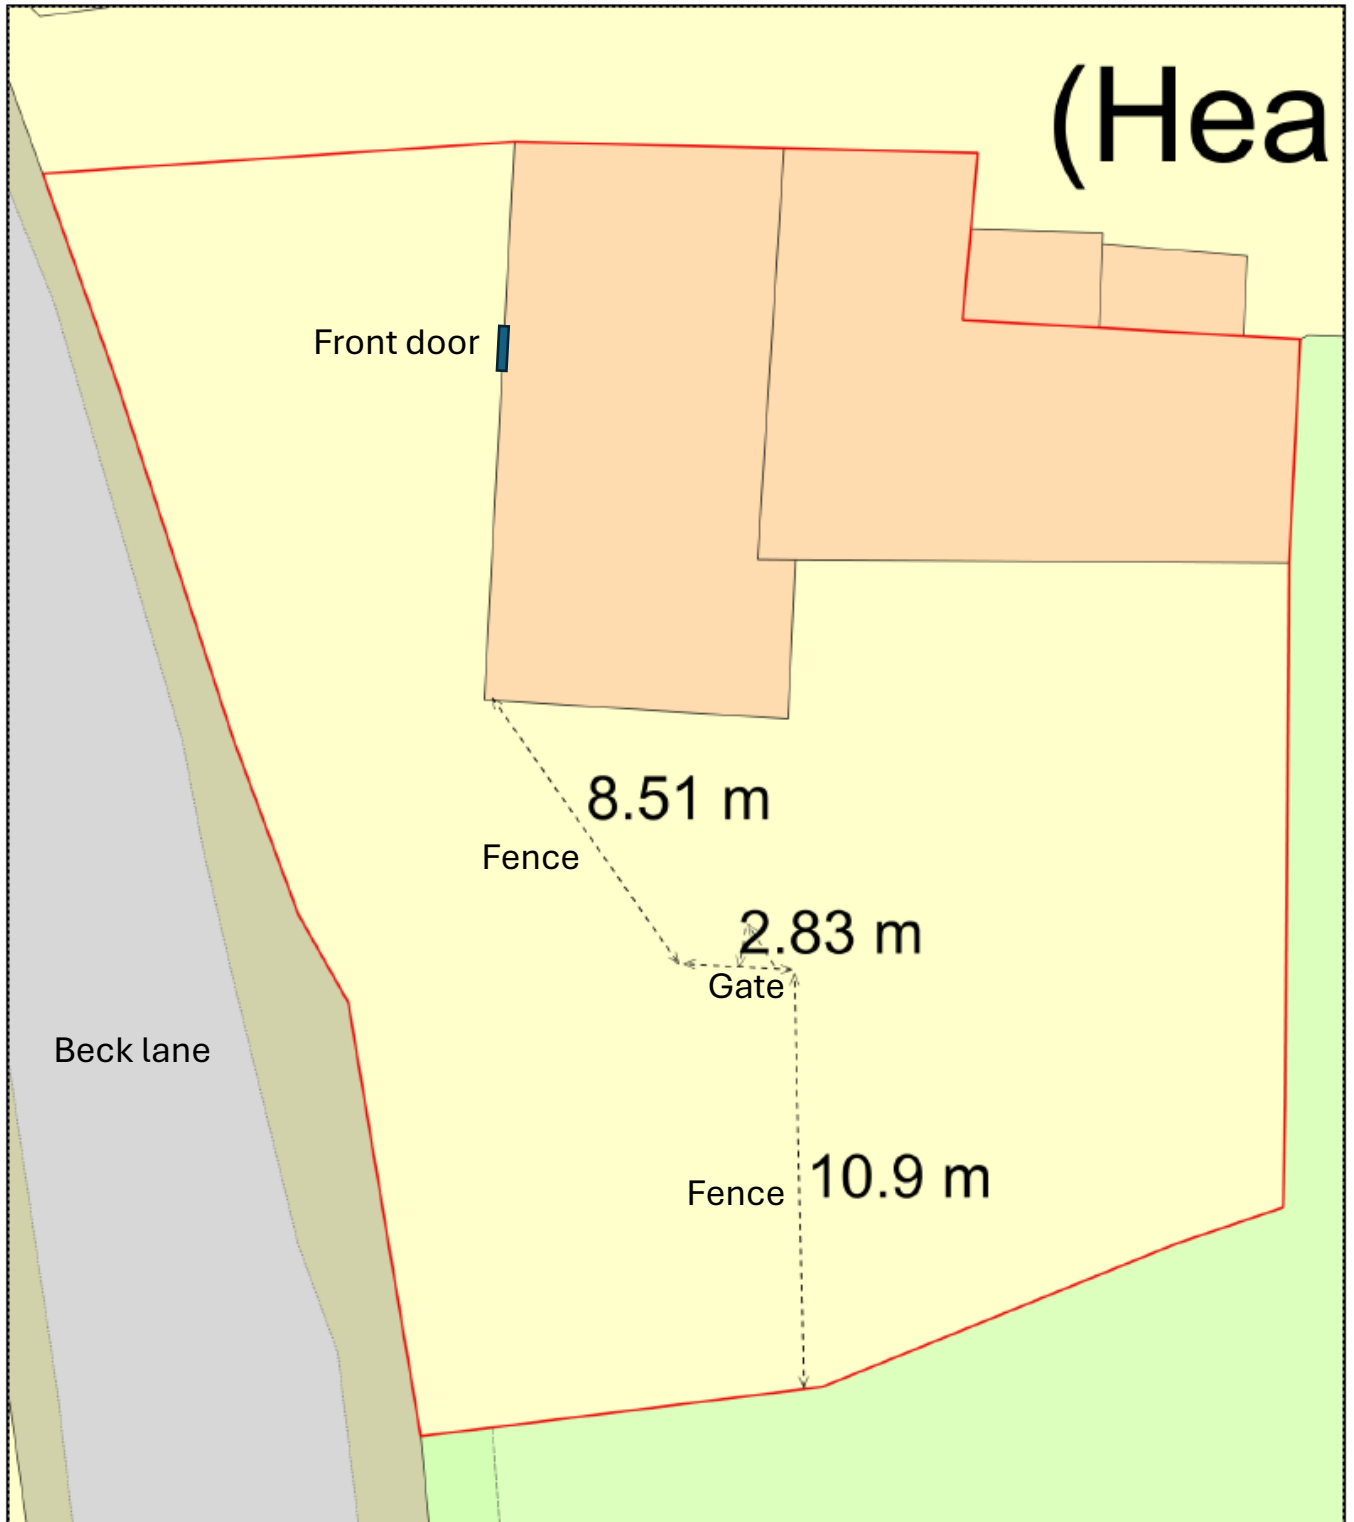 (Hea
Front door
8.51 m
Fence
2.83 m
Gate
Beck lane
10.9 m
Fence